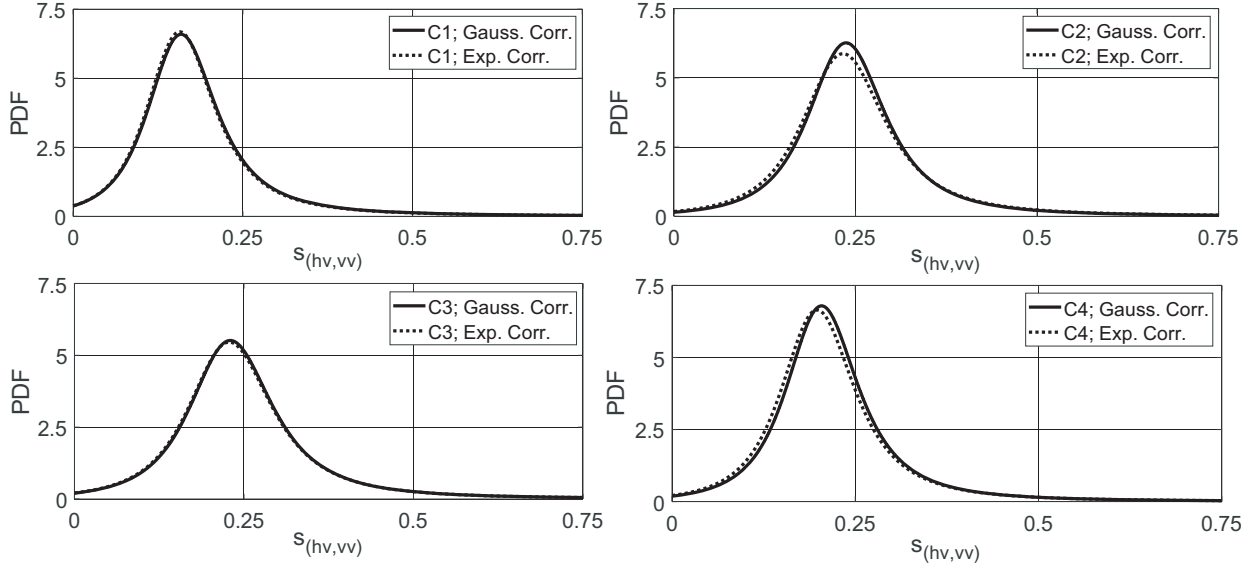 7.5
5
2.5
0
PDF
C1; Gauss. Corr.
C1; Exp. Corr.
0
0.25
0.5
0.75
s(hv,vv)
7.5
5
2.5
0
PDF
C2; Gauss. Corr.
C2; Exp. Corr.
0
0.25
0.5
0.75
s(hv,vv)
7.5
5
2.5
0
PDF
C3; Gauss. Corr.
C3; Exp. Corr.
0
0.25
0.5
0.75
s(hv,vv)
7.5
5
2.5
0
PDF
C4; Gauss. Corr.
C4; Exp. Corr.
0
0.25
0.5
0.75
s(hv,vv)